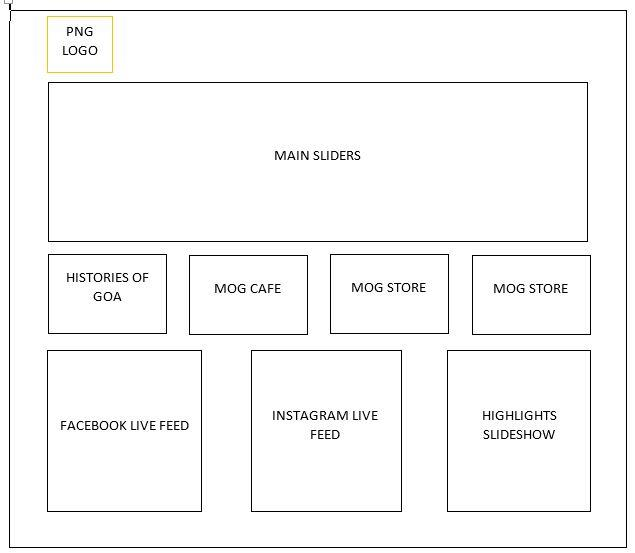 PNG
LOGO
MAIN SLIDERS
HISTORIES OF
GOA
MOG CAFE
MOG STORE
MOG STORE
FACEBOOK LIVE FEED
INSTAGRAM LIVE
FEED
HIGHLIGHTS
SLIDESHOW